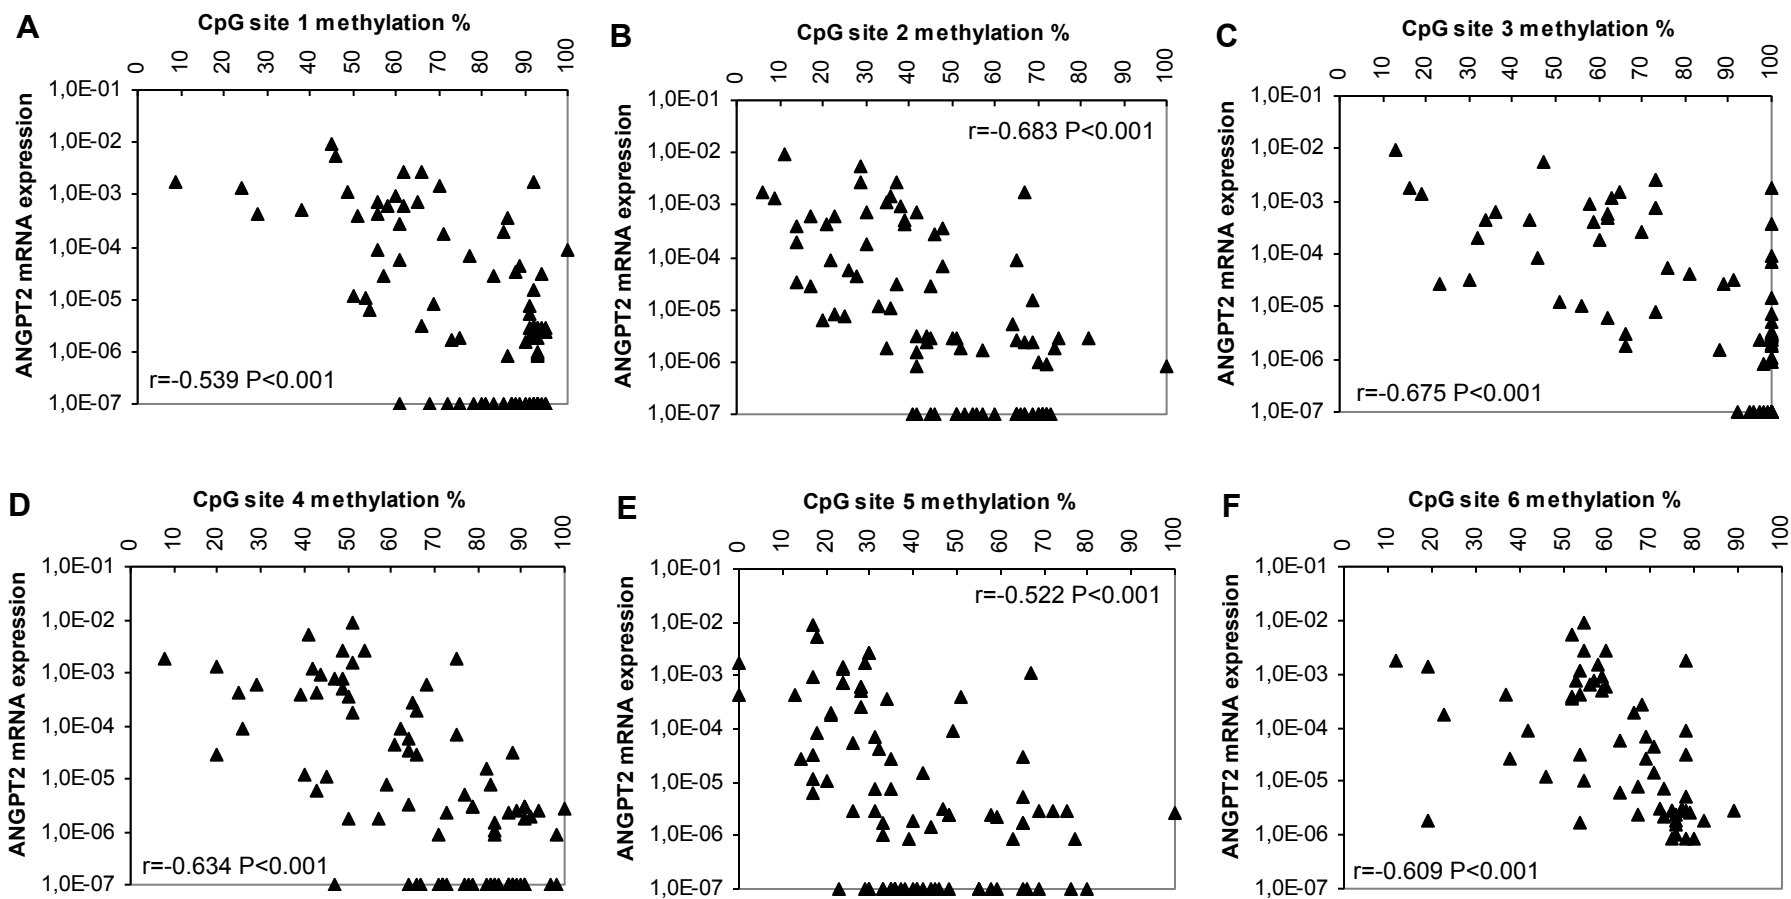 A
CpG site 1 methylation %
0 10 20 30 40 50 60 70 80 90 100
ANGPT2 mRNA expression
1,0E-01
1,0E-02
1,0E-03
1,0E-04
1,0E-05
1,0E-06
1,0E-07
r=-0.539 P<0.001
B
CpG site 2 methylation %
0 10 20 30 40 50 60 70 80 90 100
ANGPT2 mRNA expression
1,0E-01
1,0E-02
1,0E-03
1,0E-04
1,0E-05
1,0E-06
1,0E-07
r=-0.683 P<0.001
C
CpG site 3 methylation %
0 10 20 30 40 50 60 70 80 90 100
ANGPT2 mRNA expression
1,0E-01
1,0E-02
1,0E-03
1,0E-04
1,0E-05
1,0E-06
1,0E-07
r=-0.675 P<0.001
D
CpG site 4 methylation %
0 10 20 30 40 50 60 70 80 90 100
ANGPT2 mRNA expression
1,0E-01
1,0E-02
1,0E-03
1,0E-04
1,0E-05
1,0E-06
1,0E-07
r=-0.634 P<0.001
E
CpG site 5 methylation %
0 10 20 30 40 50 60 70 80 90 100
ANGPT2 mRNA expression
1,0E-01
1,0E-02
1,0E-03
1,0E-04
1,0E-05
1,0E-06
1,0E-07
r=-0.522 P<0.001
F
CpG site 6 methylation %
0 10 20 30 40 50 60 70 80 90 100
ANGPT2 mRNA expression
1,0E-01
1,0E-02
1,0E-03
1,0E-04
1,0E-05
1,0E-06
1,0E-07
r=-0.609 P<0.001